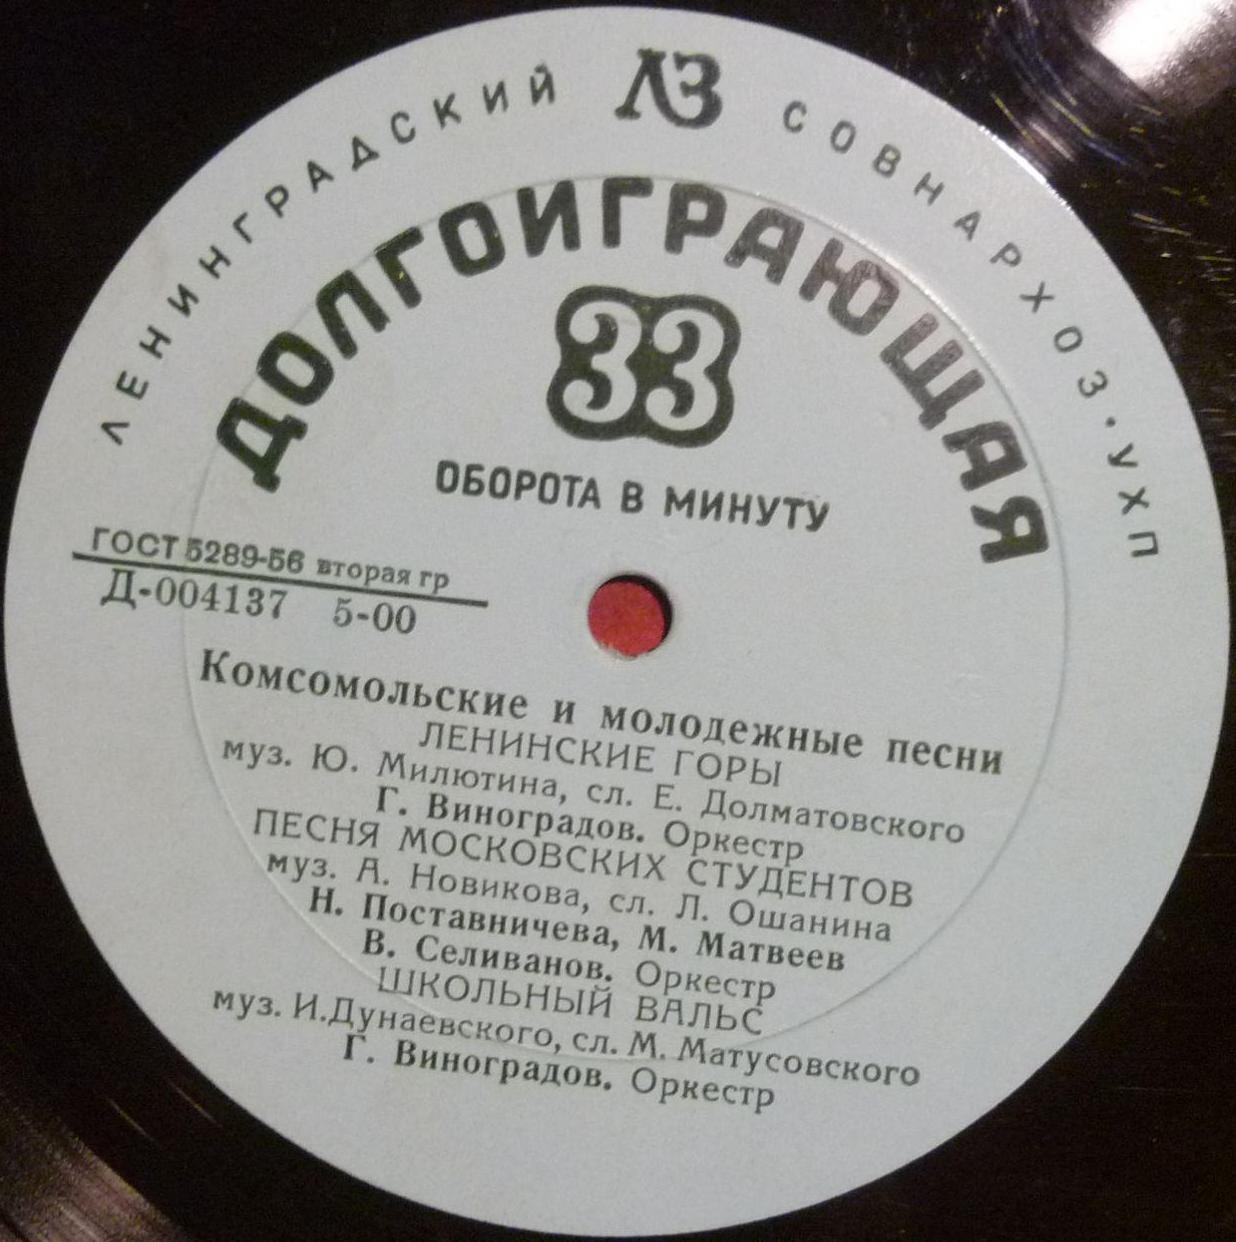 ЛЕНИНГРАДСКИЙ ЛЗ СОВНАРХОЗ · УХП
ДОЛГОИГРАЮЩАЯ
33
ОБОРОТА В МИНУТУ
ГОСТ 5289-56 вторая гр
Д-004137 5-00
Комсомольские и молодежные песни
ЛЕНИНСКИЕ ГОРЫ
муз. Ю. Милютина, сл. Е. Долматовского
Г. Виноградов. Оркестр
ПЕСНЯ МОСКОВСКИХ СТУДЕНТОВ
муз. А. Новикова, сл. Л. Ошанина
Н. Поставничева, М. Матвеев
В. Селиванов. Оркестр
ШКОЛЬНЫЙ ВАЛЬС
муз. И.Дунаевского, сл. М. Матусовского
Г. Виноградов. Оркестр